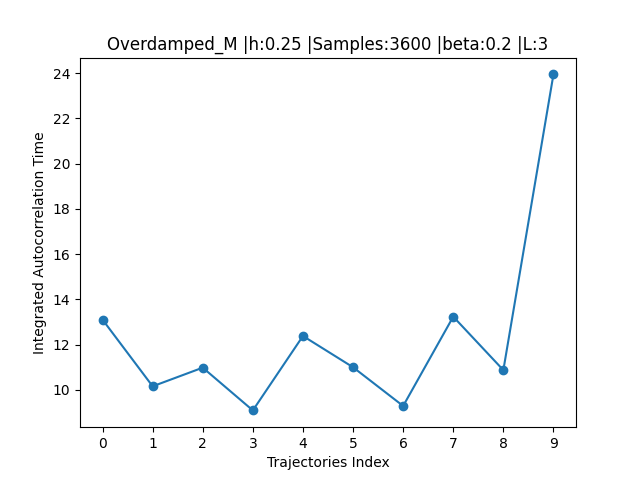 Overdamped_M |h:0.25 |Samples:3600 |beta:0.2 |L:3
24
22
20
18
16
14
12
10
Integrated Autocorrelation Time
0 1 2 3 4 5 6 7 8 9
Trajectories Index